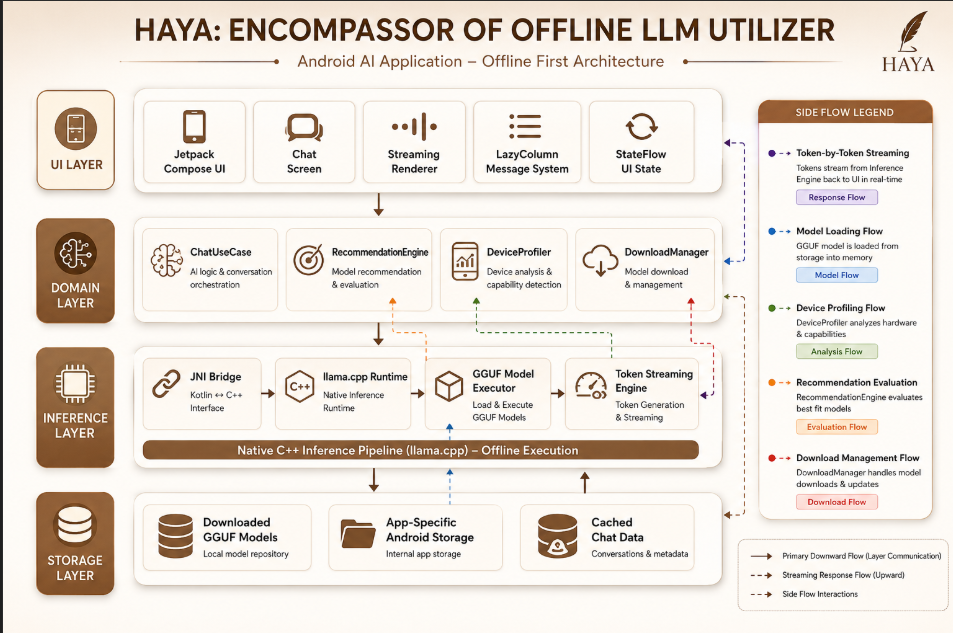 HAYA: ENCOMPASSOR OF OFFLINE LLM UTILIZER
Android AI Application – Offline First Architecture
HAYA
UI LAYER
Jetpack
Compose UI
Chat
Screen
Streaming
Renderer
LazyColumn
Message System
StateFlow
UI State
DOMAIN
LAYER
ChatUseCase
AI logic & conversation
orchestration
RecommendationEngine
Model recommendation
& evaluation
DeviceProfiler
Device analysis &
capability detection
DownloadManager
Model download
& management
INFERENCE
LAYER
JNI Bridge
Kotlin ↔ C++
Interface
C++
llama.cpp Runtime
Native Inference
Runtime
GGUF Model
Executor
Load & Execute
GGUF Models
Token Streaming
Engine
Token Generation
& Streaming
Native C++ Inference Pipeline (llama.cpp) – Offline Execution
STORAGE
LAYER
Downloaded
GGUF Models
Local model repository
App-Specific
Android Storage
Internal app storage
Cached
Chat Data
Conversations & metadata
SIDE FLOW LEGEND
Token-by-Token Streaming
Tokens stream from Inference
Engine back to UI in real-time
Response Flow
Model Loading Flow
GGUF model is loaded from
storage into memory
Model Flow
Device Profiling Flow
DeviceProfiler analyzes hardware
& capabilities
Analysis Flow
Recommendation Evaluation
RecommendationEngine evaluates
best fit models
Evaluation Flow
Download Management Flow
DownloadManager handles model
downloads & updates
Download Flow
Primary Downward Flow (Layer Communication)
Streaming Response Flow (Upward)
Side Flow Interactions